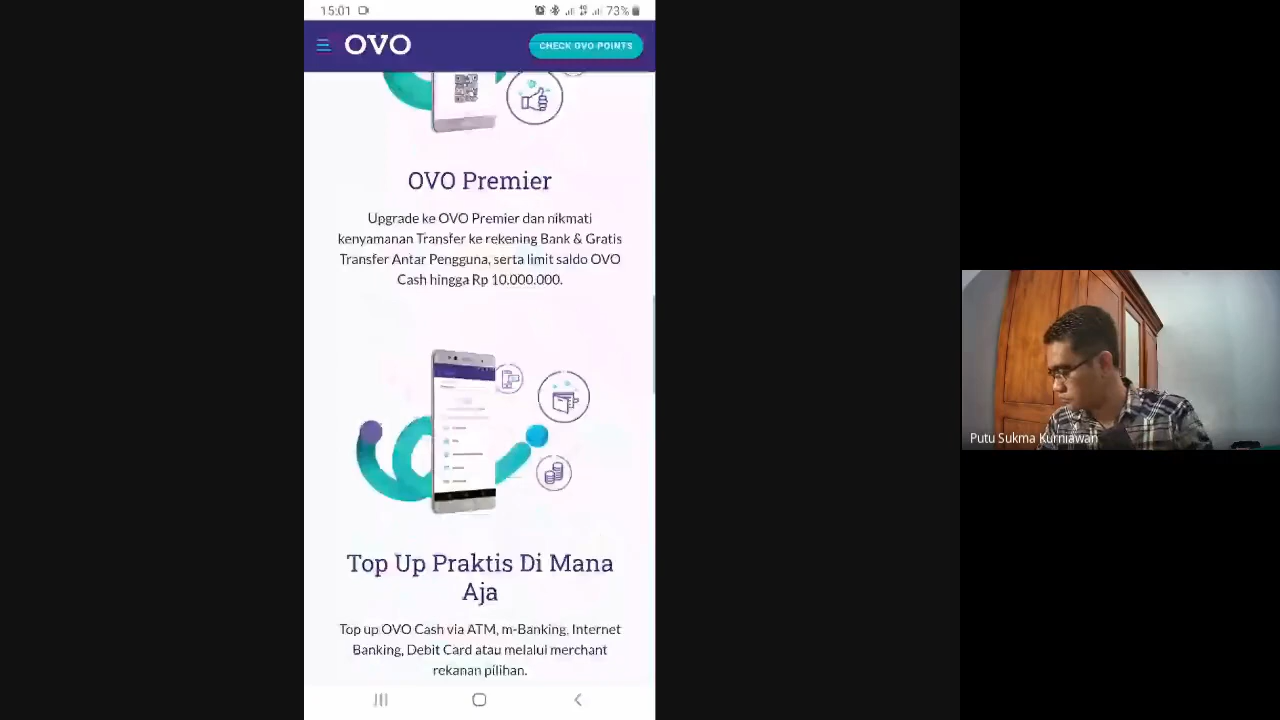 15:01
73%
OVO
CHECK OVO POINTS
OVO Premier
Upgrade ke OVO Premier dan nikmati
kenyamanan Transfer ke rekening Bank & Gratis
Transfer Antar Pengguna, serta limit saldo OVO
Cash hingga Rp 10.000.000.
Top Up Praktis Di Mana
Aja
Top up OVO Cash via ATM, m-Banking, Internet
Banking, Debit Card atau melalui merchant
rekanan pilihan.
Putu Sukma Kurniawan